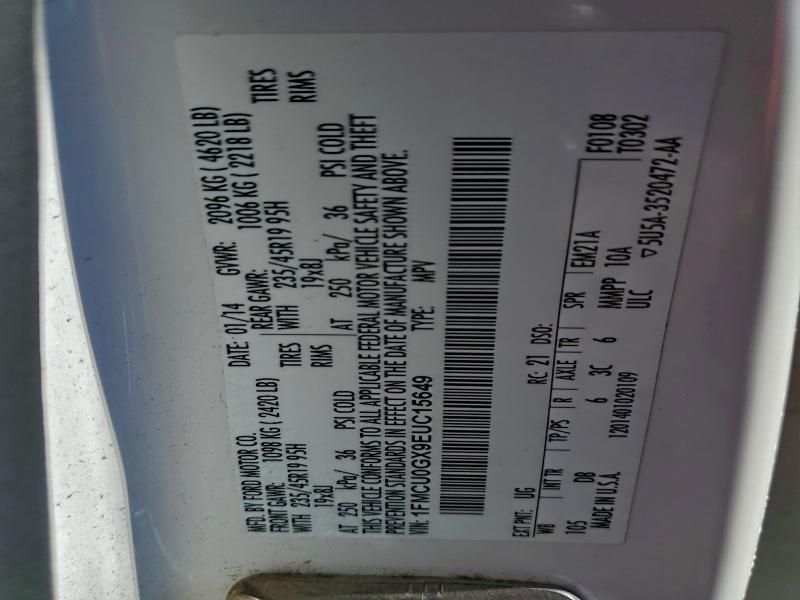 MFD. BY FORD MOTOR CO.
DATE: 01/14 GVWR: 2096 KG ( 4620 LB)
FRONT GAWR: 1098 KG ( 2420 LB) REAR GAWR: 1006 KG ( 2218 LB)
WITH 235/45R19 95H TIRES WITH 235/45R19 95H TIRES
19x8J RIMS 19x8J RIMS
AT 250 kPa/ 36 PSI COLD AT 250 kPa/ 36 PSI COLD
THIS VEHICLE CONFORMS TO ALL APPLICABLE FEDERAL MOTOR VEHICLE SAFETY AND THEFT
PREVENTION STANDARDS IN EFFECT ON THE DATE OF MANUFACTURE SHOWN ABOVE.
VIN: 1FMCU0GX9EUC15649 TYPE: MPV
F0108
T0302
EXT PNT: UG RC: 21 DSO:
WB INT TR TP/PS R AXLE TR SPR EM21A
105 DB 6 3C 6 MMPP 10A
MADE IN U.S.A. 1201401020109 ULC
▽5U5A-3520472-AA